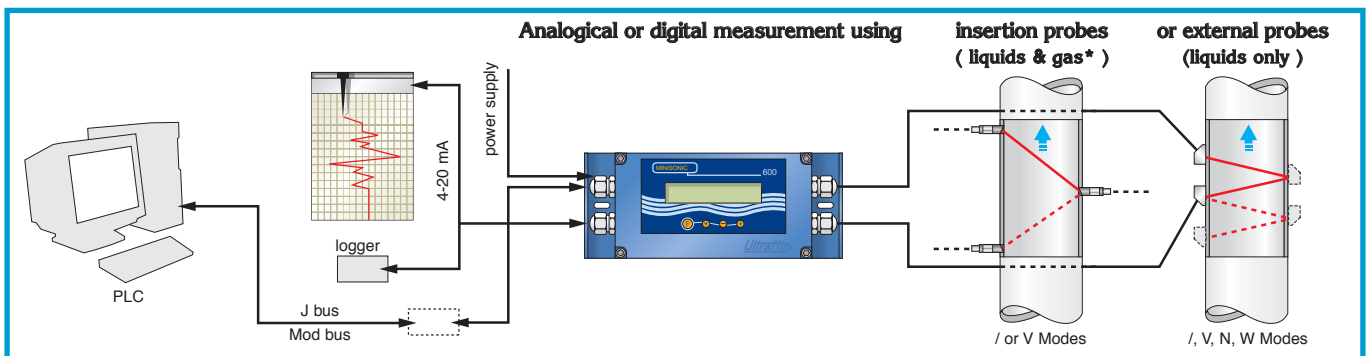 Analogical or digital measurement using
insertion probes
( liquids & gas* )
or external probes
(liquids only )
power supply
4-20 mA
MINISONIC
600
Ultraflux
logger
PLC
J bus
Mod bus
/ or V Modes
/, V, N, W Modes